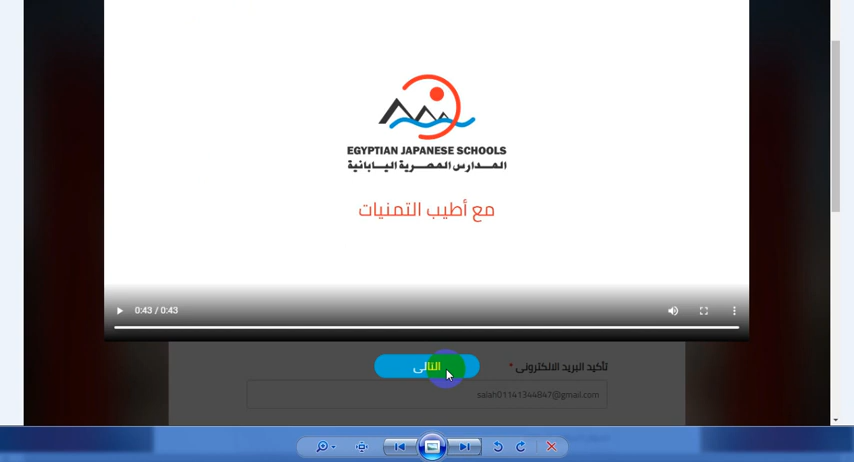 EGYPTIAN JAPANESE SCHOOLS
المدارس المصرية اليابانية
مع أطيب التمنيات
0:43 / 0:43
التالى
تأكيد البريد الالكترونى *
salah01141344847@gmail.com